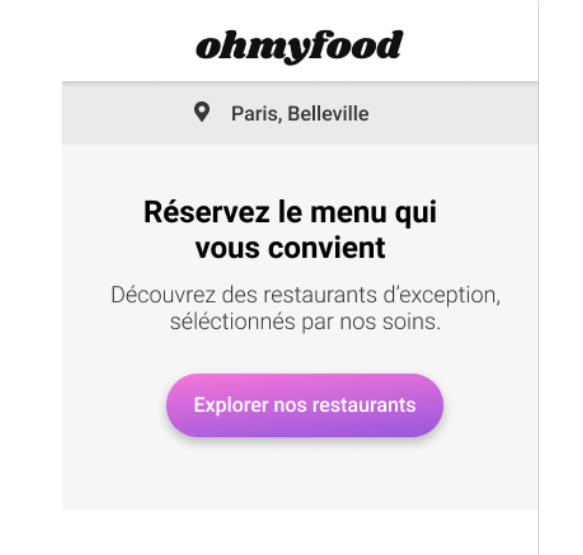 ohmyfood
Paris, Belleville
Réservez le menu qui
vous convient
Découvrez des restaurants d'exception,
séléctionnés par nos soins.
Explorer nos restaurants